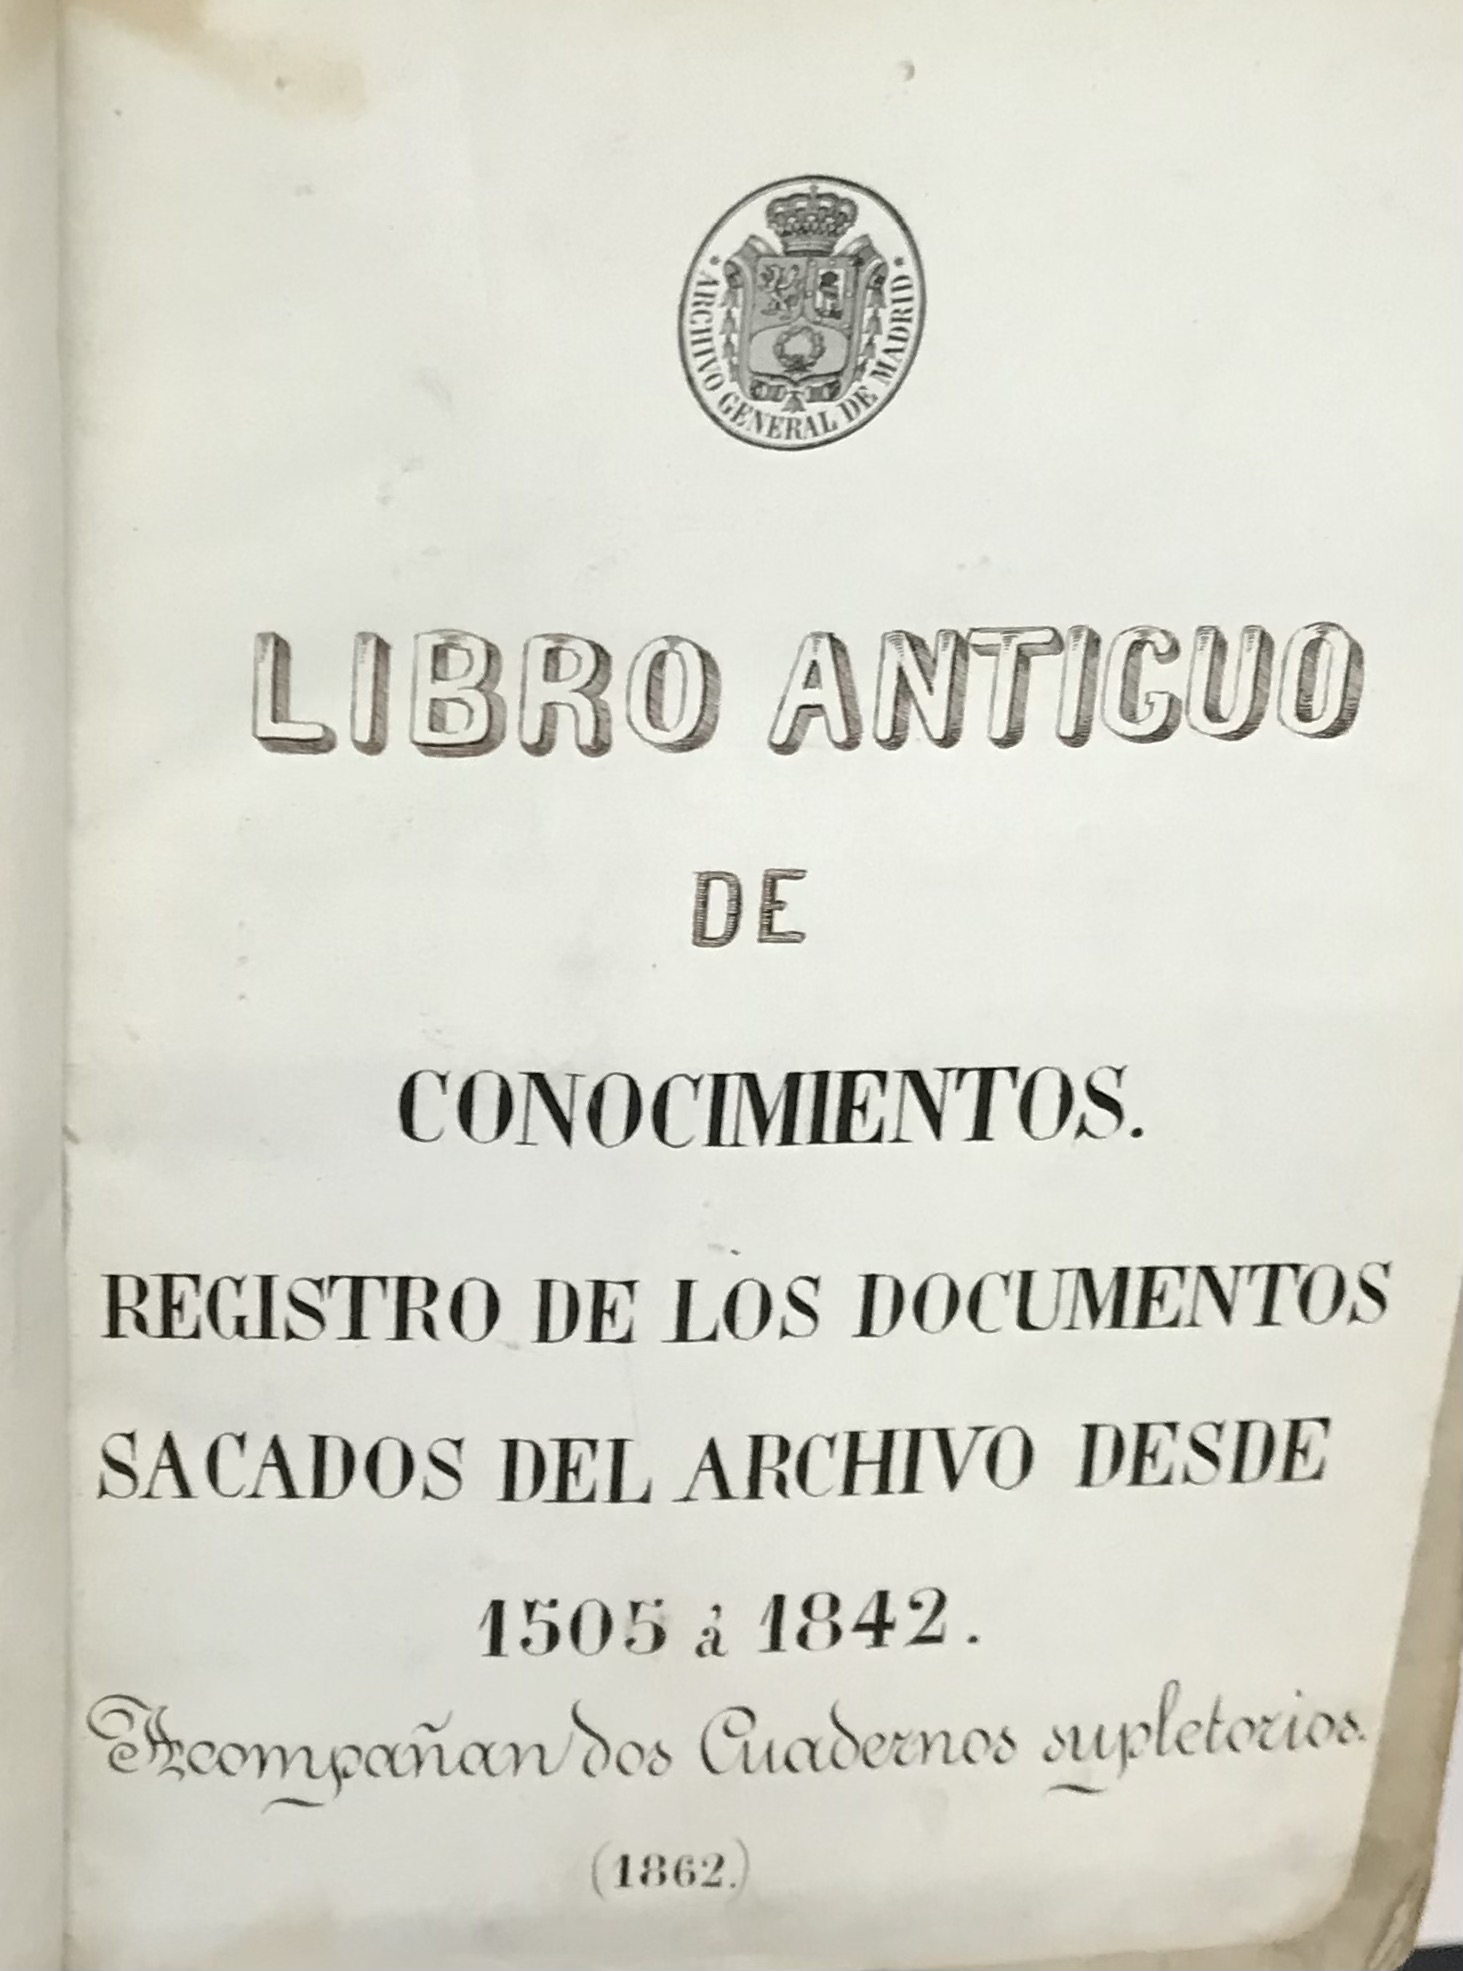 * ARCHIVO GENERAL DE MADRID *
LIBRO ANTIGUO
DE
CONOCIMIENTOS.
REGISTRO DE LOS DOCUMENTOS
SACADOS DEL ARCHIVO DESDE
1505 á 1842.
Acompañan dos Cuadernos supletorios.
(1862.)